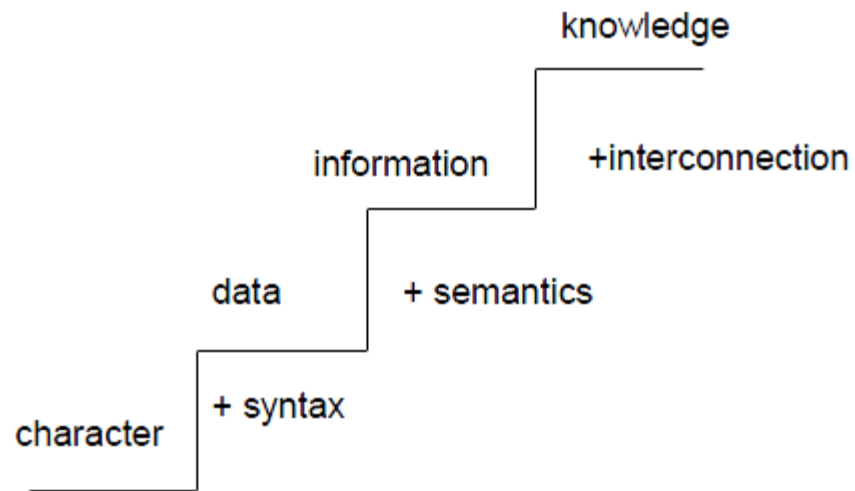 knowledge
information
+interconnection
data
+ semantics
+ syntax
character